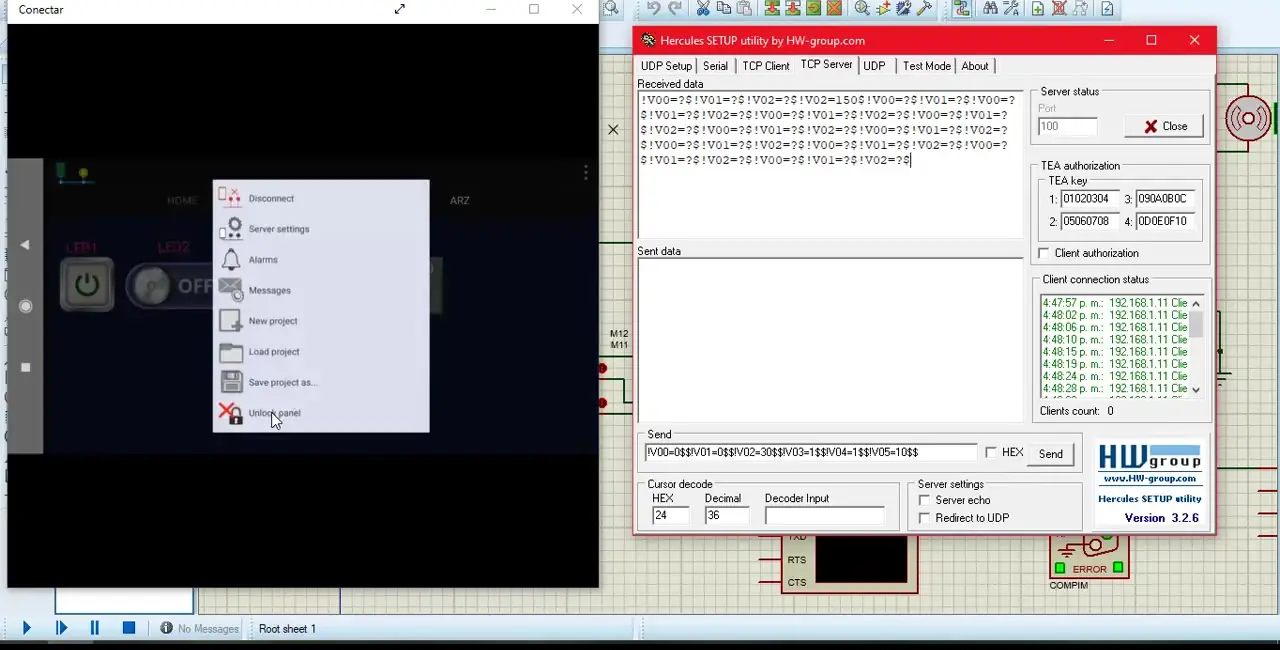 Conectar
HOME
ARZ
LED1
LED2
OFF
Disconnect
Server settings
Alarms
Messages
New project
Load project
Save project as...
Unlock panel
M12
M11
Hercules SETUP utility by HW-group.com
UDP Setup
Serial
TCP Client
TCP Server
UDP
Test Mode
About
Received data
!V00=?$!V01=?$!V02=?$!V02=150$!V00=?$!V01=?$!V00=?
$!V01=?$!V02=?$!V00=?$!V01=?$!V02=?$!V00=?$!V01=?
$!V02=?$!V00=?$!V01=?$!V02=?$!V00=?$!V01=?$!V02=?
$!V00=?$!V01=?$!V02=?$!V00=?$!V01=?$!V02=?$!V00=?
$!V01=?$!V02=?$!V00=?$!V01=?$!V02=?$
Sent data
Server status
Port
100
Close
TEA authorization
TEA key
1: 01020304
3: 090A0B0C
2: 05060708
4: 0D0E0F10
Client authorization
Client connection status
4:47:57 p. m.: 192.168.1.11 Clie
4:48:02 p. m.: 192.168.1.11 Clie
4:48:06 p. m.: 192.168.1.11 Clie
4:48:10 p. m.: 192.168.1.11 Clie
4:48:15 p. m.: 192.168.1.11 Clie
4:48:19 p. m.: 192.168.1.11 Clie
4:48:24 p. m.: 192.168.1.11 Clie
4:48:28 p. m.: 192.168.1.11 Clie
Clients count: 0
Send
!V00=0$$!V01=0$$!V02=30$$!V03=1$$!V04=1$$!V05=10$$
HEX
Send
Cursor decode
HEX
Decimal
Decoder Input
24
36
Server settings
Server echo
Redirect to UDP
HW group
www.HW-group.com
Hercules SETUP utility
Version 3.2.6
TXD
RTS
CTS
ERROR
COMPIM
No Messages
Root sheet 1